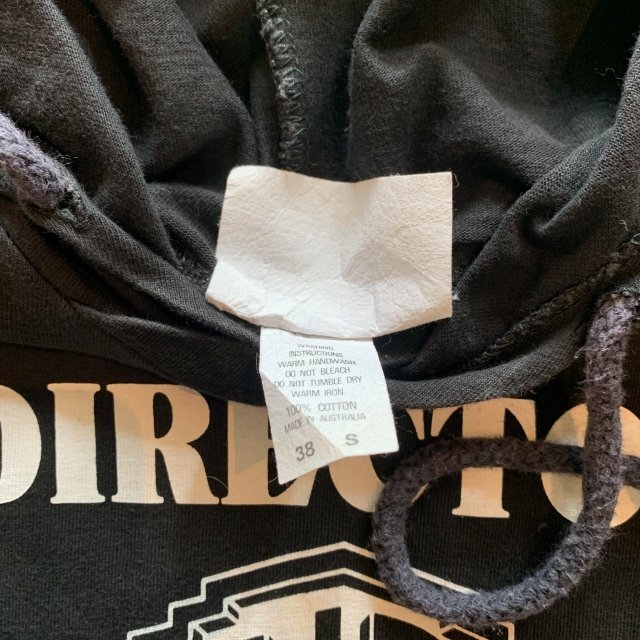 WASHING
INSTRUCTIONS
WARM HANDWASH
DO NOT BLEACH
DO NOT TUMBLE DRY
WARM IRON.
100% COTTON
MADE IN AUSTRALIA
38 S
DIRECTO